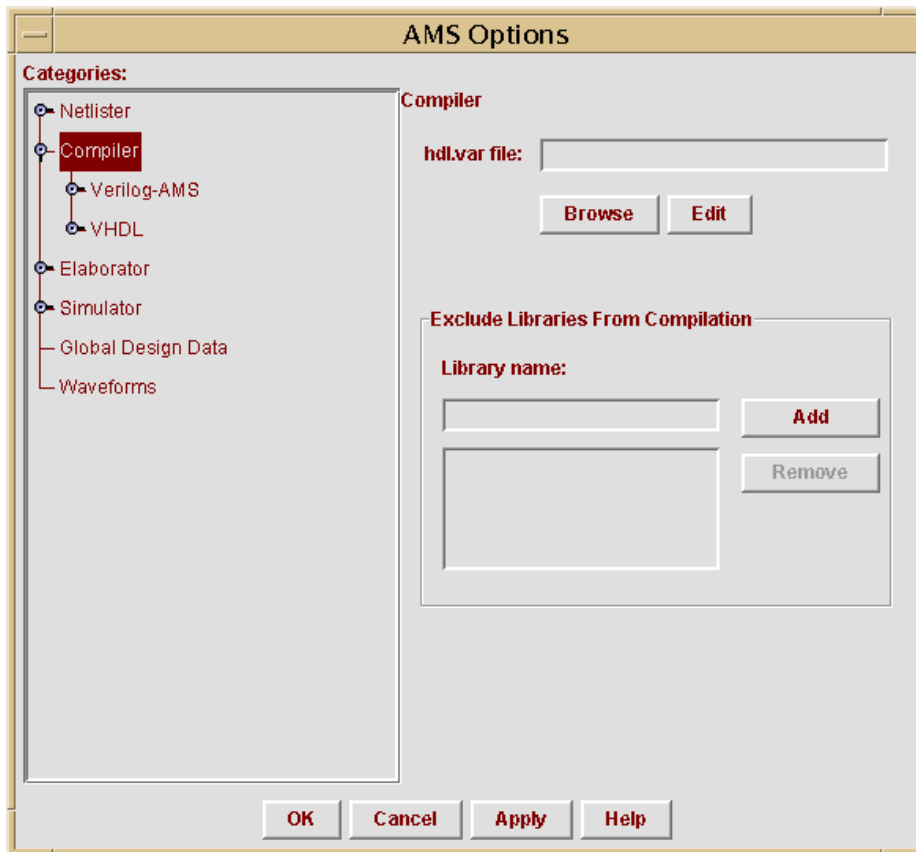 AMS Options
Categories:
Netlister
Compiler
Verilog-AMS
VHDL
Elaborator
Simulator
Global Design Data
Waveforms
Compiler
hdl.var file:
Browse Edit
Exclude Libraries From Compilation
Library name:
Add
Remove
OK Cancel Apply Help